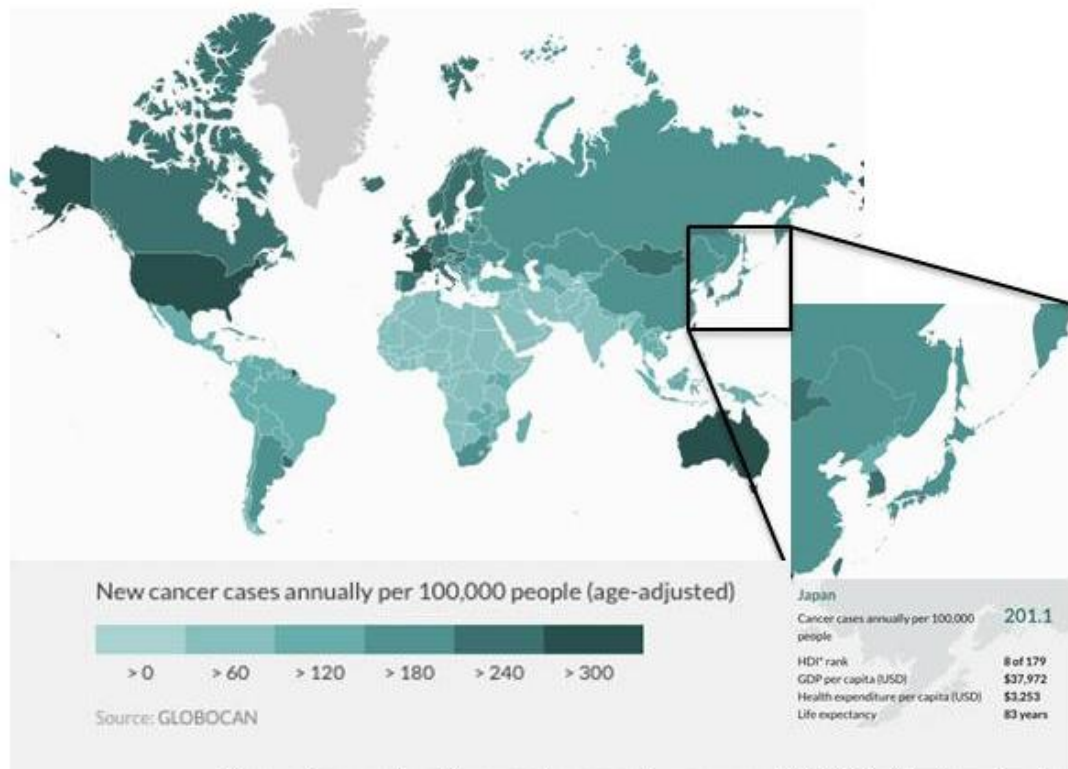 New cancer cases annually per 100,000 people (age-adjusted)
> 0 > 60 > 120 > 180 > 240 > 300
Source: GLOBOCAN
Japan
Cancer cases annually per 100,000 people 201.1
HDI* rank 8 of 179
GDP per capita (USD) $37,972
Health expenditure per capita (USD) $3.253
Life expectancy 83 years